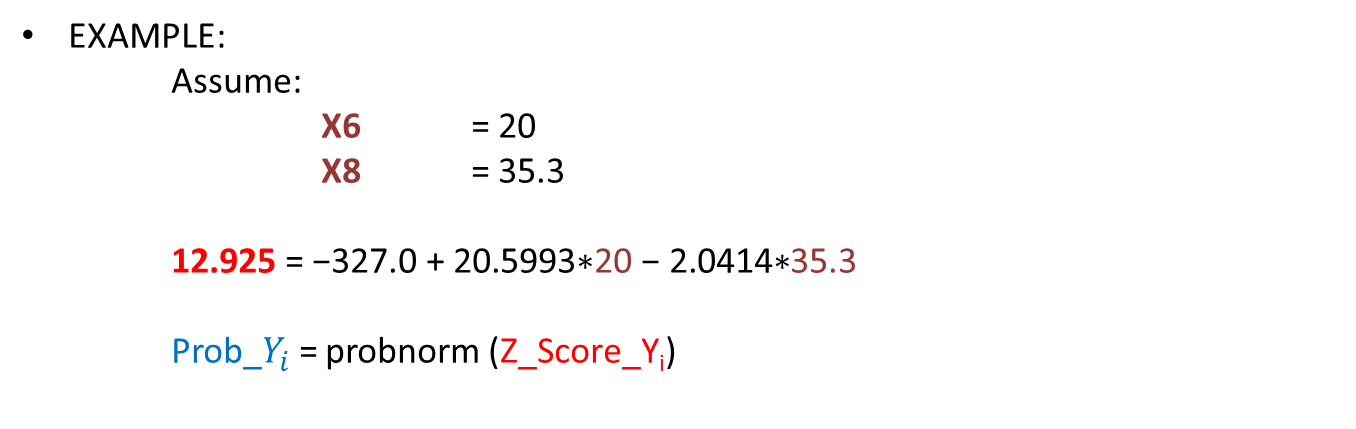 • EXAMPLE:
Assume:
X6 = 20
X8 = 35.3
12.925 = −327.0 + 20.5993*20 − 2.0414*35.3
Prob_Yᵢ = probnorm (Z_Score_Yᵢ)